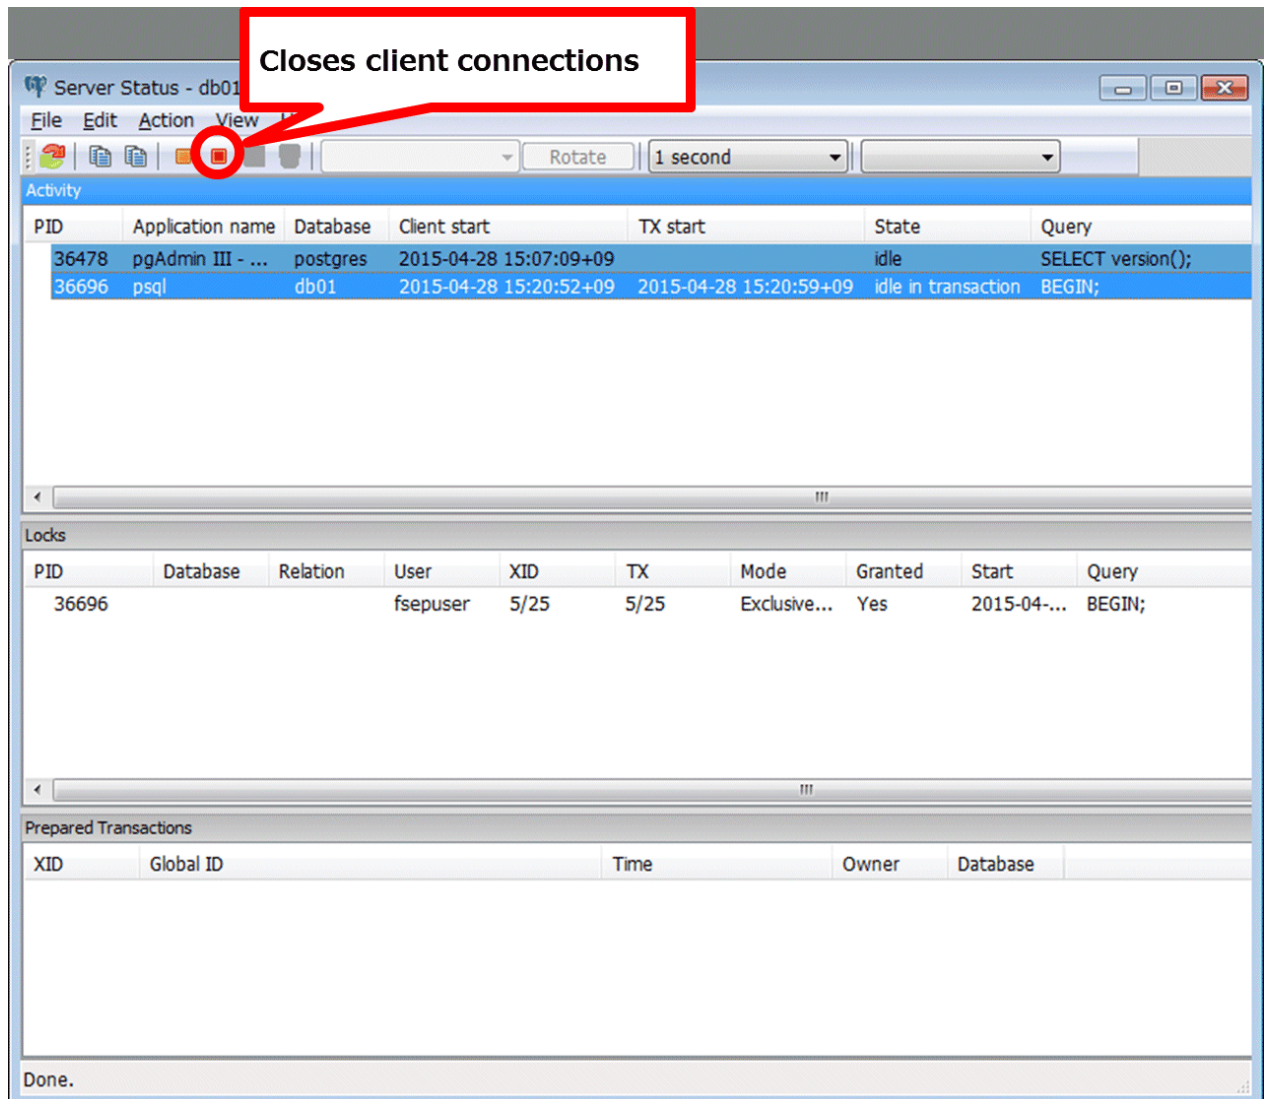 Closes client connections
Server Status - db01
File Edit Action View
Rotate 1 second
Activity
PID Application name Database Client start TX start State Query
36478 pgAdmin III - ... postgres 2015-04-28 15:07:09+09 idle SELECT version();
36696 psql db01 2015-04-28 15:20:52+09 2015-04-28 15:20:59+09 idle in transaction BEGIN;
Locks
PID Database Relation User XID TX Mode Granted Start Query
36696 fsepuser 5/25 5/25 Exclusive... Yes 2015-04-... BEGIN;
Prepared Transactions
XID Global ID Time Owner Database
Done.